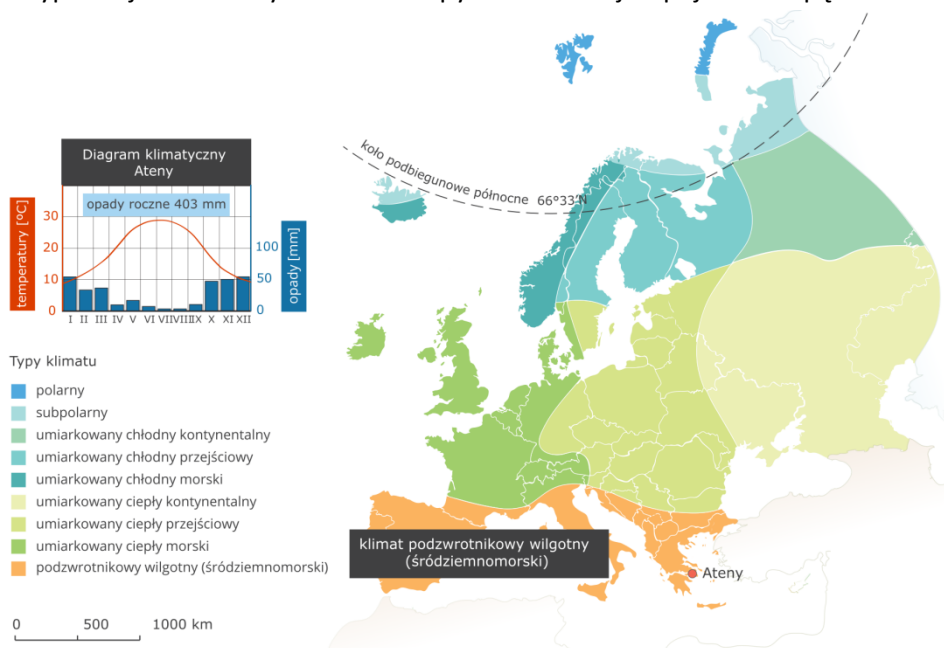 Diagram klimatyczny
Ateny
opady roczne 403 mm
temperatury [°C]
30
20
10
0
opady [mm]
100
50
0
I II III IV V VI VII VIII IX X XI XII
Typy klimatu
polarny
subpolarny
umiarkowany chłodny kontynentalny
umiarkowany chłodny przejściowy
umiarkowany chłodny morski
umiarkowany ciepły kontynentalny
umiarkowany ciepły przejściowy
umiarkowany ciepły morski
podzwrotnikowy wilgotny (śródziemnomorski)
0 500 1000 km
koło podbiegunowe północne 66°33'N
klimat podzwrotnikowy wilgotny
(śródziemnomorski)
Ateny